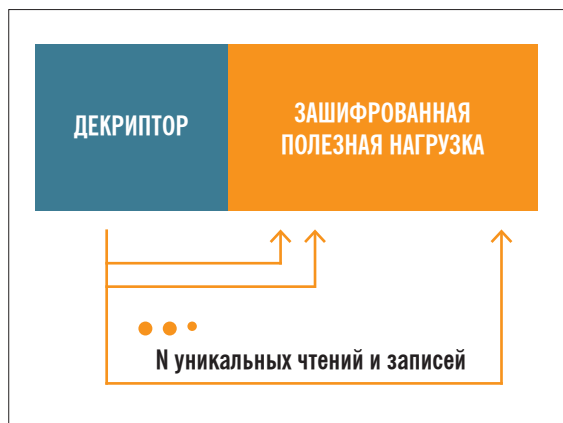 ДЕКРИПТОР
ЗАШИФРОВАННАЯ
ПОЛЕЗНАЯ НАГРУЗКА
N уникальных чтений и записей